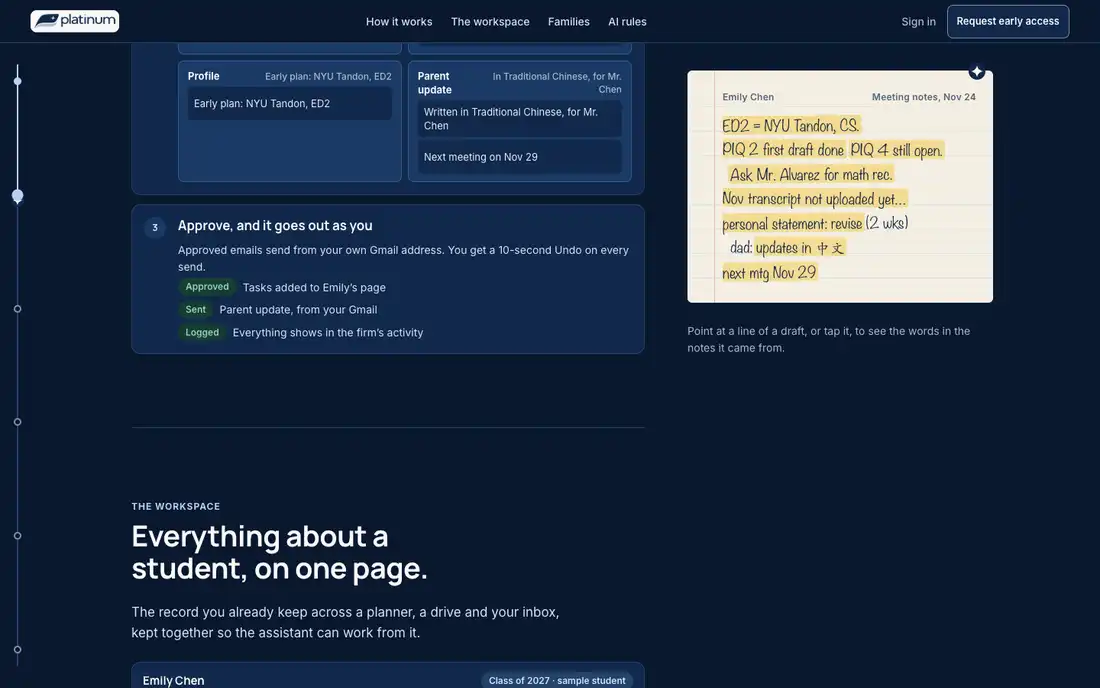 platinum
How it works
The workspace
Families
AI rules
Sign in
Request early access
Profile
Early plan: NYU Tandon, ED2
Early plan: NYU Tandon, ED2
Parent update
In Traditional Chinese, for Mr. Chen
Written in Traditional Chinese, for Mr. Chen
Next meeting on Nov 29
3
Approve, and it goes out as you
Approved emails send from your own Gmail address. You get a 10-second Undo on every
send.
Approved Tasks added to Emily's page
Sent Parent update, from your Gmail
Logged Everything shows in the firm's activity
Emily Chen
Meeting notes, Nov 24
ED2 = NYU Tandon, CS.
PIQ 2 first draft done PIQ 4 still open.
Ask Mr. Alvarez for math rec.
Nov transcript not uploaded yet...
personal statement: revise (2 wks)
dad: updates in 中文
next mtg Nov 29
Point at a line of a draft, or tap it, to see the words in the
notes it came from.
THE WORKSPACE
Everything about a
student, on one page.
The record you already keep across a planner, a drive and your inbox,
kept together so the assistant can work from it.
Emily Chen
Class of 2027 · sample student